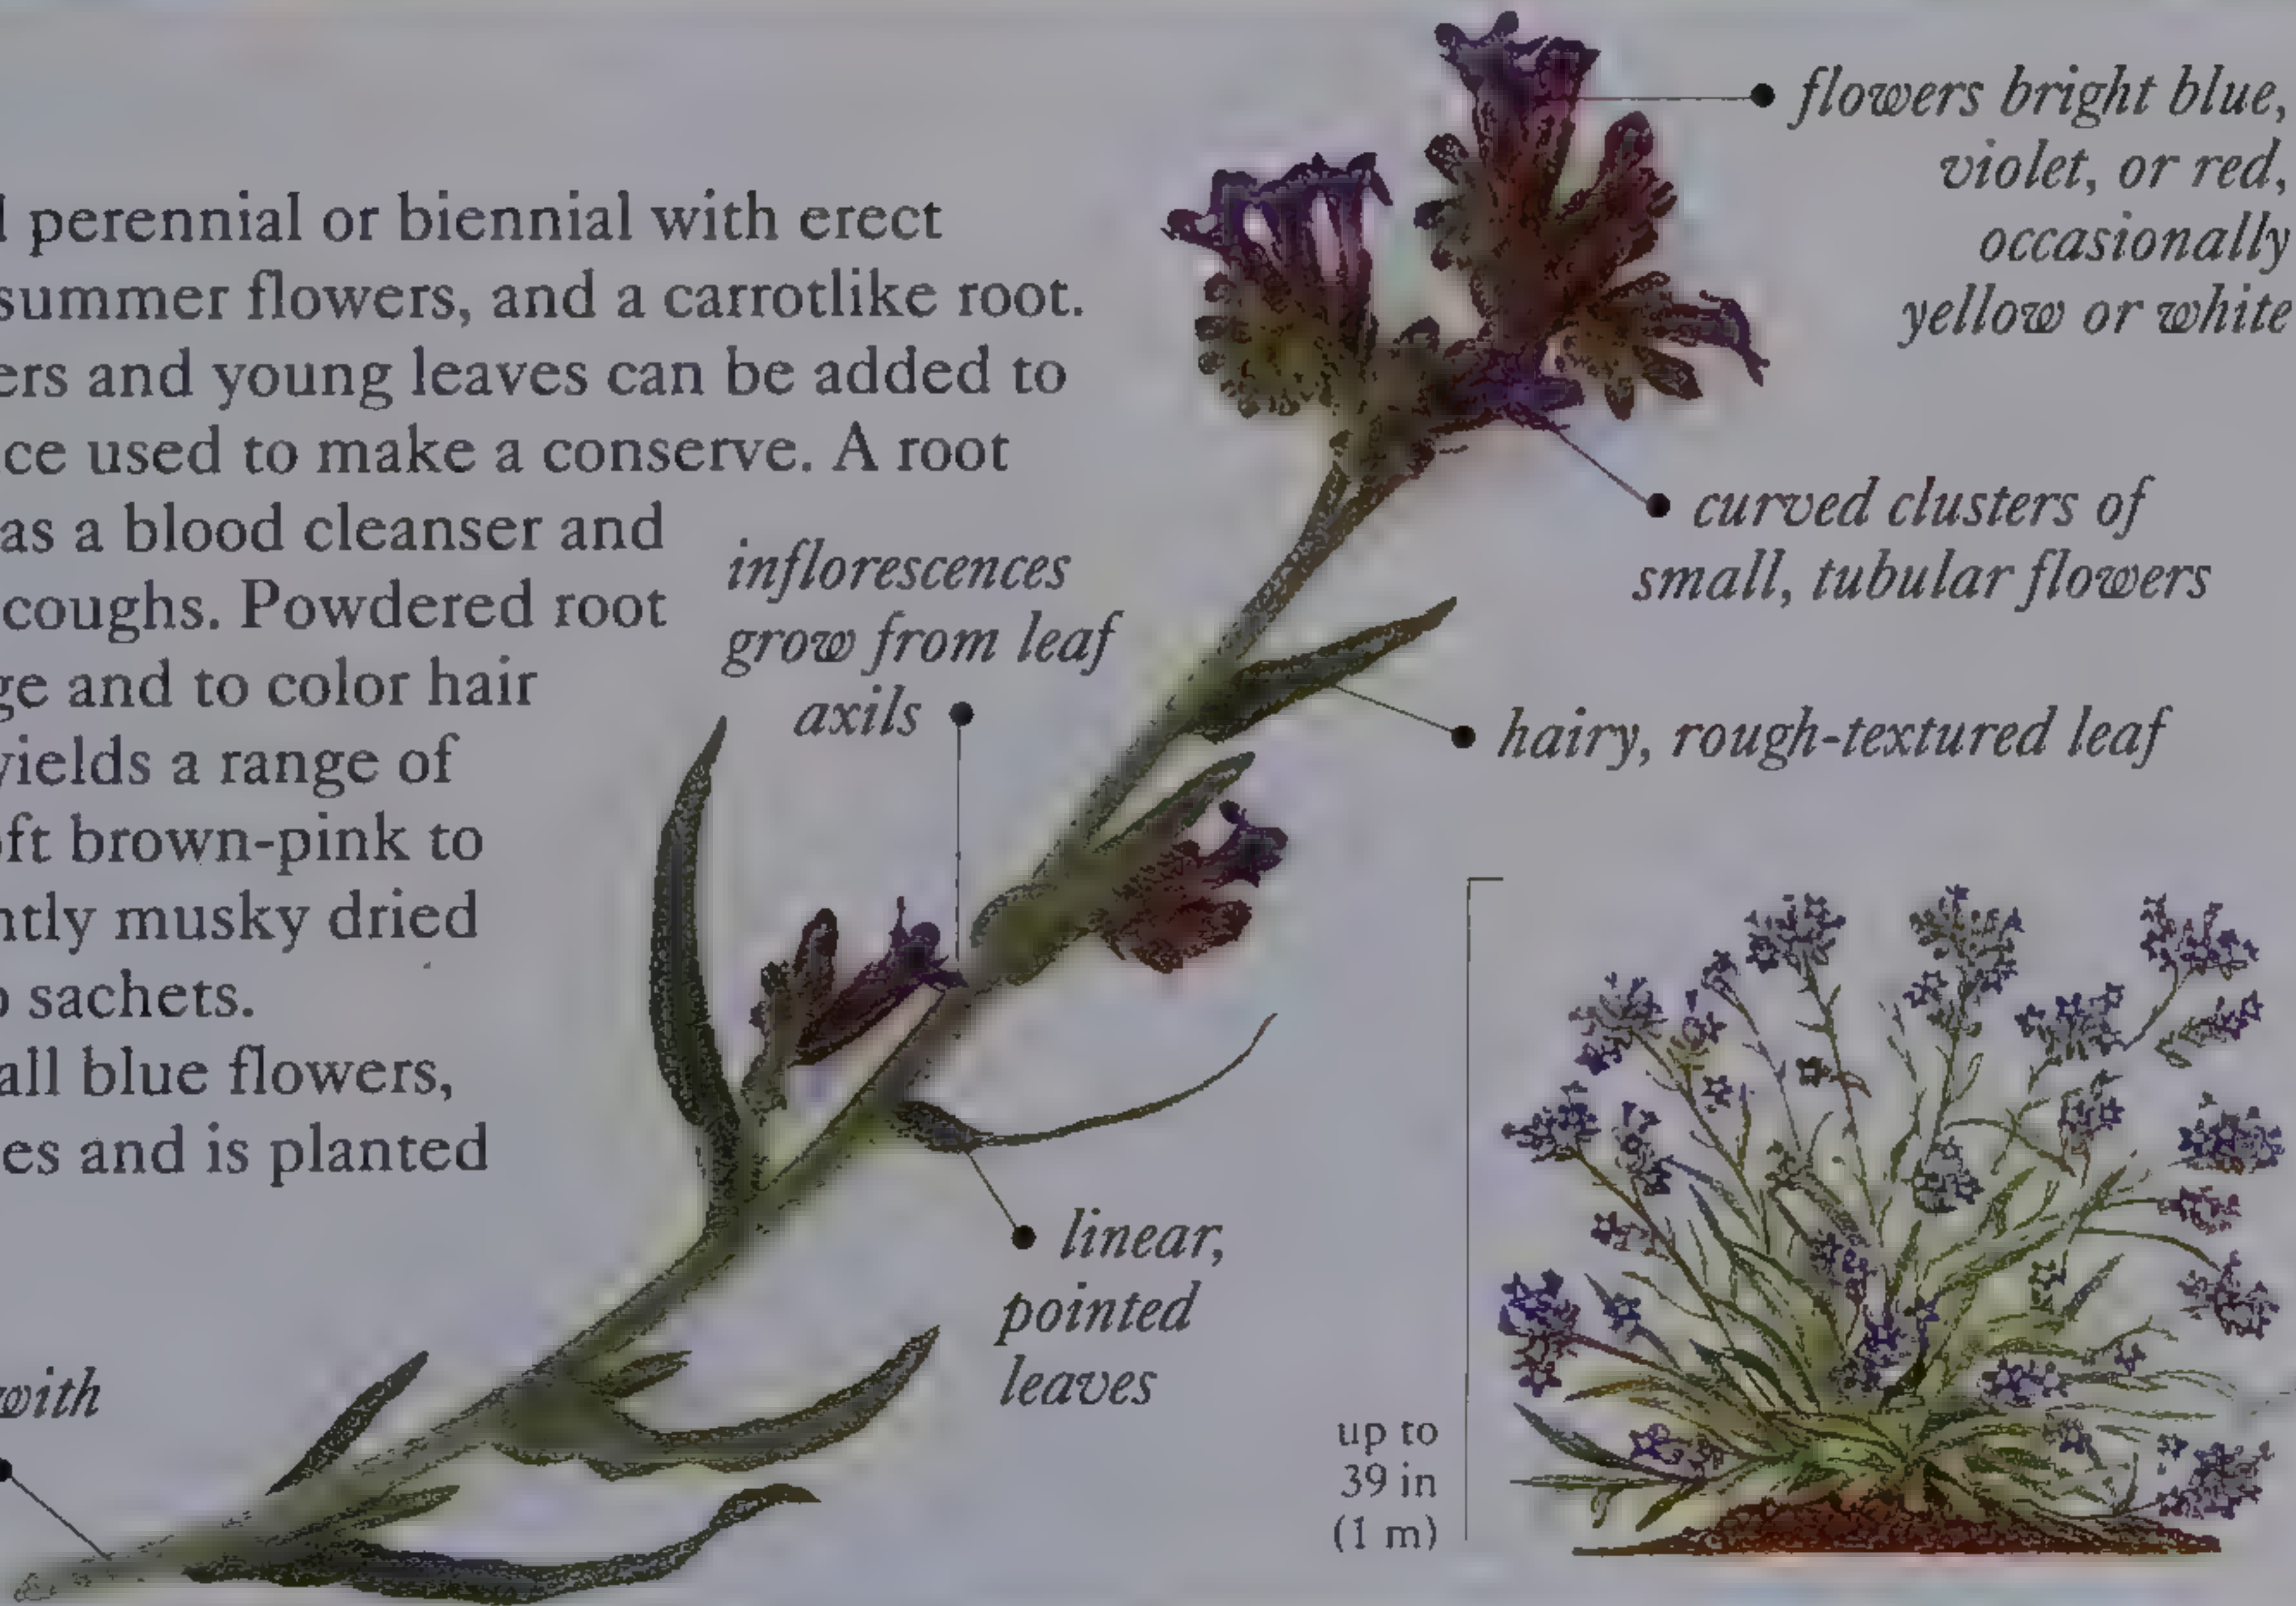 perennial or biennial with erect
summer flowers, and a carrotlike root.
ers and young leaves can be added to
ce used to make a conserve. A root
as a blood cleanser and
coughs. Powdered root
ge and to color hair
yields a range of
oft brown-pink to
ntly musky dried
sachets.
all blue flowers,
es and is planted
with
inflorescences
grow from leaf
axils
flowers bright blue,
violet, or red,
occasionally
yellow or white
curved clusters of
small, tubular flowers
hairy, rough-textured leaf
linear,
pointed
leaves
up to
39 in
(1 m)